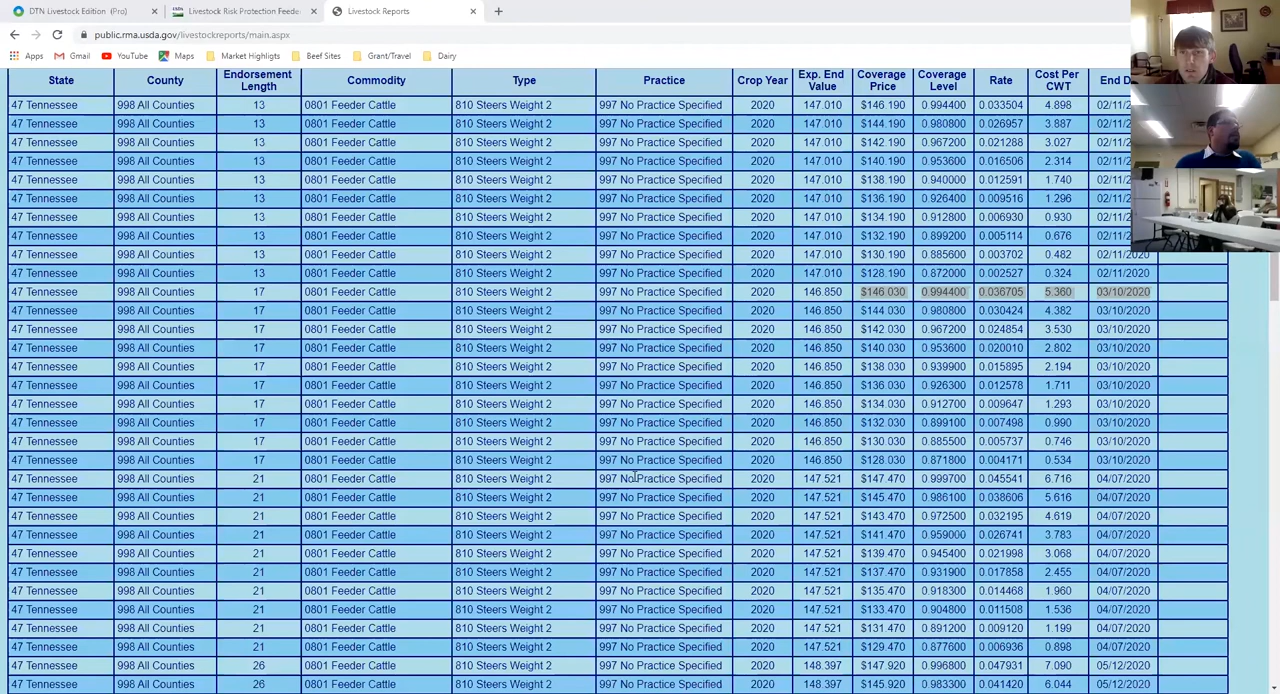 DTN Livestock Edition (Pro) × Livestock Risk Protection Feede × Livestock Reports × +
public.rma.usda.gov/livestockreports/main.aspx
Apps Gmail YouTube Maps Market Highligts Beef Sites Grant/Travel Dairy
State County Endorsement Length Commodity Type Practice Crop Year Exp. End Value Coverage Price Coverage Level Rate Cost Per CWT End D
47 Tennessee 998 All Counties 13 0801 Feeder Cattle 810 Steers Weight 2 997 No Practice Specified 2020 147.010 $146.190 0.994400 0.033504 4.898 02/11/2
47 Tennessee 998 All Counties 13 0801 Feeder Cattle 810 Steers Weight 2 997 No Practice Specified 2020 147.010 $144.190 0.980800 0.026957 3.887 02/11/2
47 Tennessee 998 All Counties 13 0801 Feeder Cattle 810 Steers Weight 2 997 No Practice Specified 2020 147.010 $142.190 0.967200 0.021288 3.027 02/11/2
47 Tennessee 998 All Counties 13 0801 Feeder Cattle 810 Steers Weight 2 997 No Practice Specified 2020 147.010 $140.190 0.953600 0.016506 2.314 02/11/2
47 Tennessee 998 All Counties 13 0801 Feeder Cattle 810 Steers Weight 2 997 No Practice Specified 2020 147.010 $138.190 0.940000 0.012591 1.740 02/11/2
47 Tennessee 998 All Counties 13 0801 Feeder Cattle 810 Steers Weight 2 997 No Practice Specified 2020 147.010 $136.190 0.926400 0.009516 1.296 02/11/2
47 Tennessee 998 All Counties 13 0801 Feeder Cattle 810 Steers Weight 2 997 No Practice Specified 2020 147.010 $134.190 0.912800 0.006930 0.930 02/11/2
47 Tennessee 998 All Counties 13 0801 Feeder Cattle 810 Steers Weight 2 997 No Practice Specified 2020 147.010 $132.190 0.899200 0.005114 0.676 02/11/2
47 Tennessee 998 All Counties 13 0801 Feeder Cattle 810 Steers Weight 2 997 No Practice Specified 2020 147.010 $130.190 0.885600 0.003702 0.482 02/11/2020
47 Tennessee 998 All Counties 13 0801 Feeder Cattle 810 Steers Weight 2 997 No Practice Specified 2020 147.010 $128.190 0.872000 0.002527 0.324 02/11/2020
47 Tennessee 998 All Counties 17 0801 Feeder Cattle 810 Steers Weight 2 997 No Practice Specified 2020 146.850 $146.030 0.994400 0.036705 5.360 03/10/2020
47 Tennessee 998 All Counties 17 0801 Feeder Cattle 810 Steers Weight 2 997 No Practice Specified 2020 146.850 $144.030 0.980800 0.030424 4.382 03/10/2020
47 Tennessee 998 All Counties 17 0801 Feeder Cattle 810 Steers Weight 2 997 No Practice Specified 2020 146.850 $142.030 0.967200 0.024854 3.530 03/10/2020
47 Tennessee 998 All Counties 17 0801 Feeder Cattle 810 Steers Weight 2 997 No Practice Specified 2020 146.850 $140.030 0.953600 0.020010 2.802 03/10/2020
47 Tennessee 998 All Counties 17 0801 Feeder Cattle 810 Steers Weight 2 997 No Practice Specified 2020 146.850 $138.030 0.939900 0.015895 2.194 03/10/2020
47 Tennessee 998 All Counties 17 0801 Feeder Cattle 810 Steers Weight 2 997 No Practice Specified 2020 146.850 $136.030 0.926300 0.012578 1.711 03/10/2020
47 Tennessee 998 All Counties 17 0801 Feeder Cattle 810 Steers Weight 2 997 No Practice Specified 2020 146.850 $134.030 0.912700 0.009647 1.293 03/10/2020
47 Tennessee 998 All Counties 17 0801 Feeder Cattle 810 Steers Weight 2 997 No Practice Specified 2020 146.850 $132.030 0.899100 0.007498 0.990 03/10/2020
47 Tennessee 998 All Counties 17 0801 Feeder Cattle 810 Steers Weight 2 997 No Practice Specified 2020 146.850 $130.030 0.885500 0.005737 0.746 03/10/2020
47 Tennessee 998 All Counties 17 0801 Feeder Cattle 810 Steers Weight 2 997 No Practice Specified 2020 146.850 $128.030 0.871800 0.004171 0.534 03/10/2020
47 Tennessee 998 All Counties 21 0801 Feeder Cattle 810 Steers Weight 2 997 No Practice Specified 2020 147.521 $147.470 0.999700 0.045541 6.716 04/07/2020
47 Tennessee 998 All Counties 21 0801 Feeder Cattle 810 Steers Weight 2 997 No Practice Specified 2020 147.521 $145.470 0.986100 0.038606 5.616 04/07/2020
47 Tennessee 998 All Counties 21 0801 Feeder Cattle 810 Steers Weight 2 997 No Practice Specified 2020 147.521 $143.470 0.972500 0.032195 4.619 04/07/2020
47 Tennessee 998 All Counties 21 0801 Feeder Cattle 810 Steers Weight 2 997 No Practice Specified 2020 147.521 $141.470 0.959000 0.026741 3.783 04/07/2020
47 Tennessee 998 All Counties 21 0801 Feeder Cattle 810 Steers Weight 2 997 No Practice Specified 2020 147.521 $139.470 0.945400 0.021998 3.068 04/07/2020
47 Tennessee 998 All Counties 21 0801 Feeder Cattle 810 Steers Weight 2 997 No Practice Specified 2020 147.521 $137.470 0.931900 0.017858 2.455 04/07/2020
47 Tennessee 998 All Counties 21 0801 Feeder Cattle 810 Steers Weight 2 997 No Practice Specified 2020 147.521 $135.470 0.918300 0.014468 1.960 04/07/2020
47 Tennessee 998 All Counties 21 0801 Feeder Cattle 810 Steers Weight 2 997 No Practice Specified 2020 147.521 $133.470 0.904800 0.011508 1.536 04/07/2020
47 Tennessee 998 All Counties 21 0801 Feeder Cattle 810 Steers Weight 2 997 No Practice Specified 2020 147.521 $131.470 0.891200 0.009120 1.199 04/07/2020
47 Tennessee 998 All Counties 21 0801 Feeder Cattle 810 Steers Weight 2 997 No Practice Specified 2020 147.521 $129.470 0.877600 0.006936 0.898 04/07/2020
47 Tennessee 998 All Counties 26 0801 Feeder Cattle 810 Steers Weight 2 997 No Practice Specified 2020 148.397 $147.920 0.996800 0.047931 7.090 05/12/2020
47 Tennessee 998 All Counties 26 0801 Feeder Cattle 810 Steers Weight 2 997 No Practice Specified 2020 148.397 $145.920 0.983300 0.041420 6.044 05/12/2020